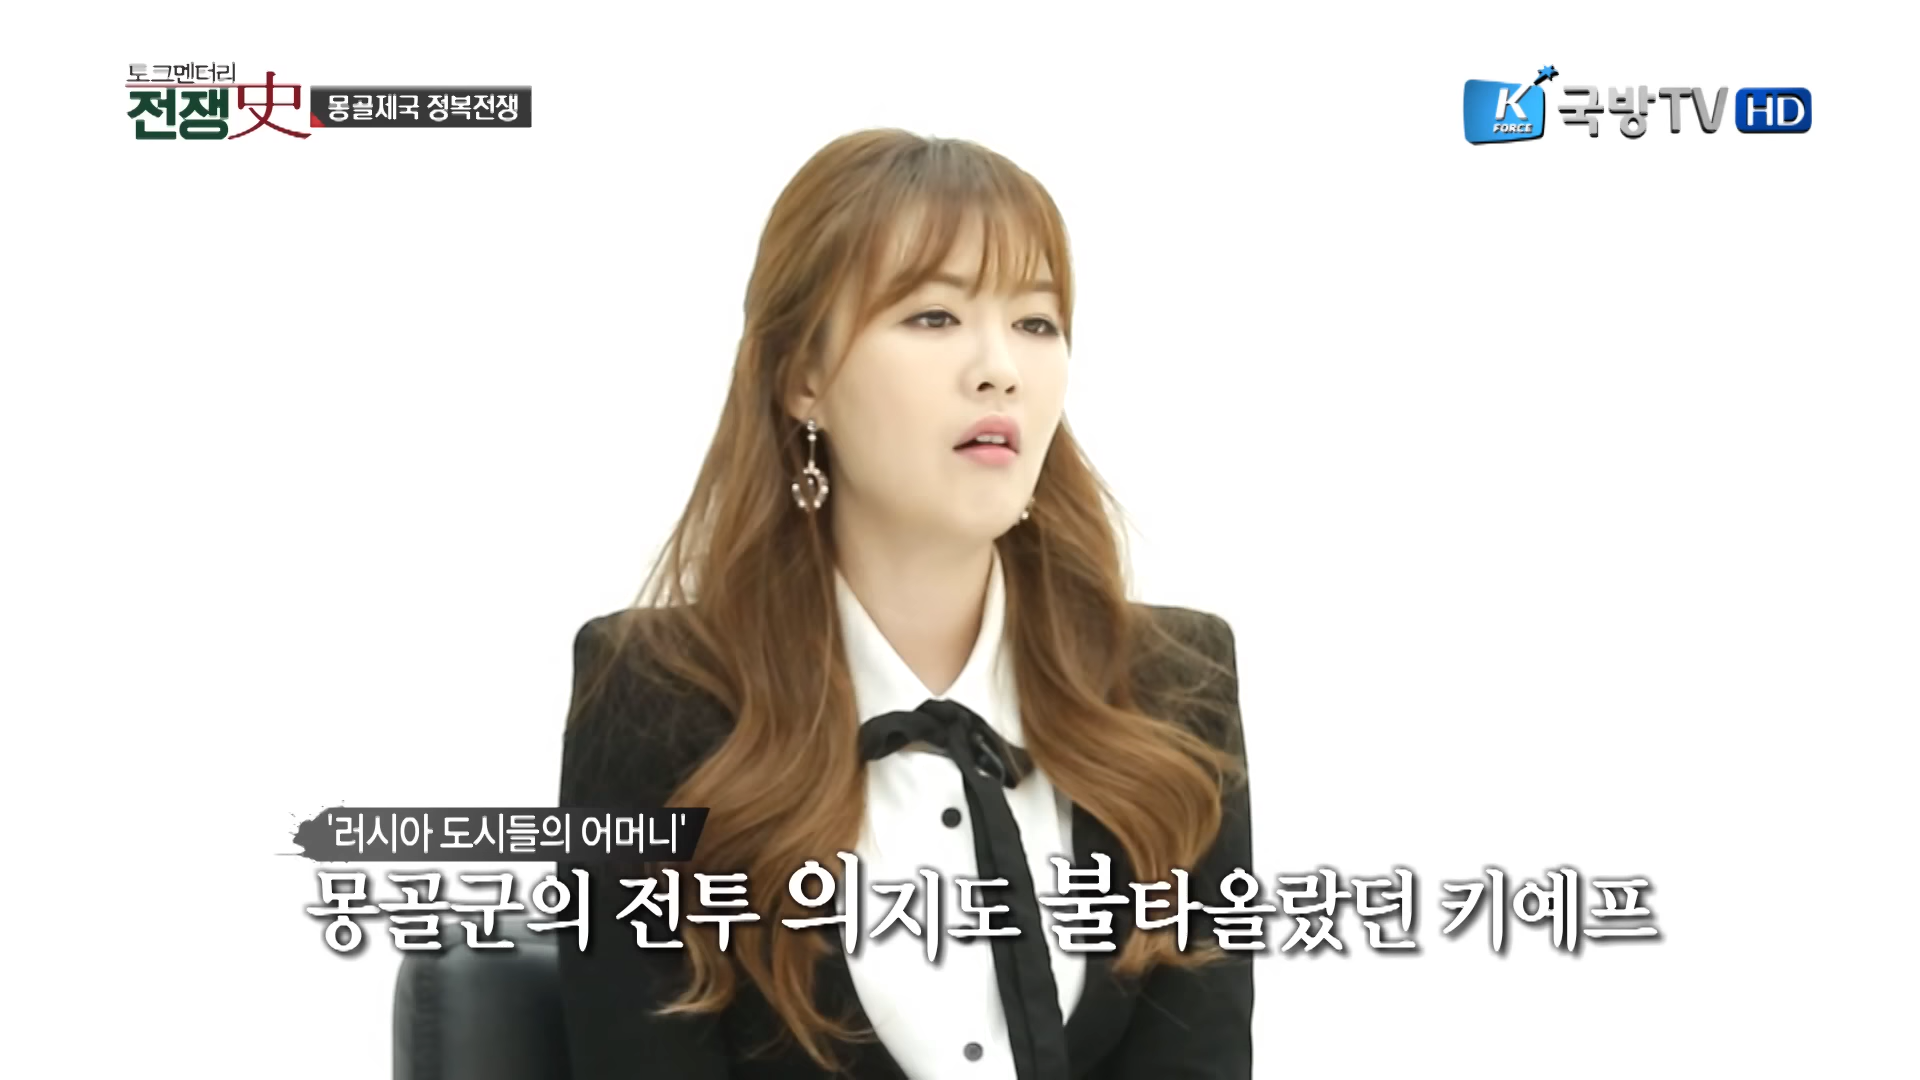 토크멘터리
전쟁史
몽골제국 정복전쟁
K FORCE 국방TV HD
'러시아 도시들의 어머니'
몽골군의 전투 의지도 불타올랐던 키예프